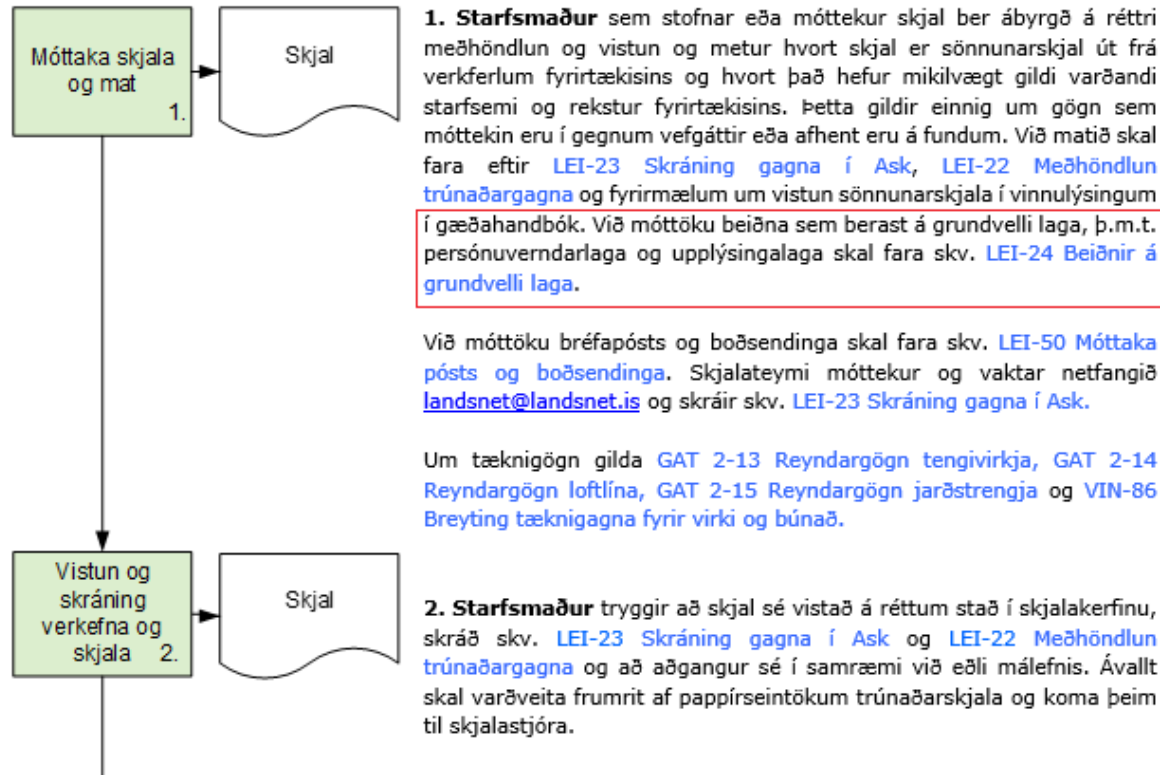 Móttaka skjala
og mat
1.
Skjal
1. Starfsmaður sem stofnar eða móttekur skjal ber ábyrgð á réttri
meðhöndlun og vistun og metur hvort skjal er sönnunarskjal út frá
verkferlum fyrirtækisins og hvort það hefur mikilvægt gildi varðandi
starfsemi og rekstur fyrirtækisins. Þetta gildir einnig um gögn sem
móttekin eru í gegnum vefgáttir eða afhent eru á fundum. Við matið skal
fara eftir LEI-23 Skráning gagna í Ask, LEI-22 Meðhöndlun
trúnaðargagna og fyrirmælum um vistun sönnunarskjala í vinnulýsingum
í gæðahandbók. Við móttöku beiðna sem berast á grundvelli laga, þ.m.t.
persónuverndarlaga og upplýsingalaga skal fara skv. LEI-24 Beiðnir á
grundvelli laga.
Við móttöku bréfapósts og boðsendinga skal fara skv. LEI-50 Móttaka
pósts og boðsendinga. Skjalateymi móttekur og vaktar netfangið
landsnet@landsnet.is og skráir skv. LEI-23 Skráning gagna í Ask.
Um tæknigögn gilda GAT 2-13 Reyndargögn tengivirkja, GAT 2-14
Reyndargögn loftlína, GAT 2-15 Reyndargögn jarðstrengja og VIN-86
Breyting tæknigagna fyrir virki og búnað.
Vistun og
skráning
verkefna og
skjala 2.
Skjal
2. Starfsmaður tryggir að skjal sé vistað á réttum stað í skjalakerfinu,
skráð skv. LEI-23 Skráning gagna í Ask og LEI-22 Meðhöndlun
trúnaðargagna og að aðgangur sé í samræmi við eðli málefnis. Ávallt
skal varðveita frumrit af pappírseintökum trúnaðarskjala og koma þeim
til skjalastjóra.